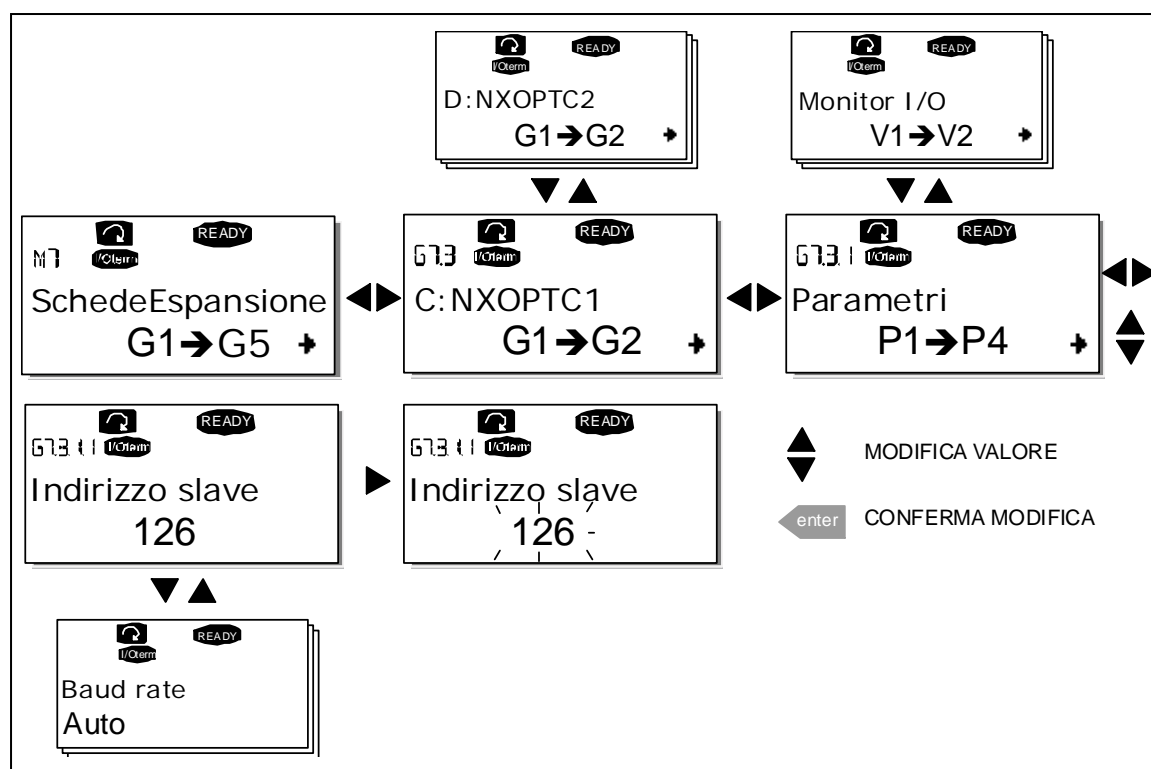 READY
I/Oterm
D:NXOPTC2
G1➔G2
READY
I/Oterm
Monitor I/O
V1➔V2
READY
M7 I/Oterm
SchedeEspansione
G1➔G5
READY
G7.3 I/Oterm
C:NXOPTC1
G1➔G2
READY
G7.3.1 I/Oterm
Parametri
P1➔P4
READY
G7.3.1.1 I/Oterm
Indirizzo slave
126
READY
G7.3.1.1 I/Oterm
Indirizzo slave
126
MODIFICA VALORE
enter CONFERMA MODIFICA
READY
I/Oterm
Baud rate
Auto